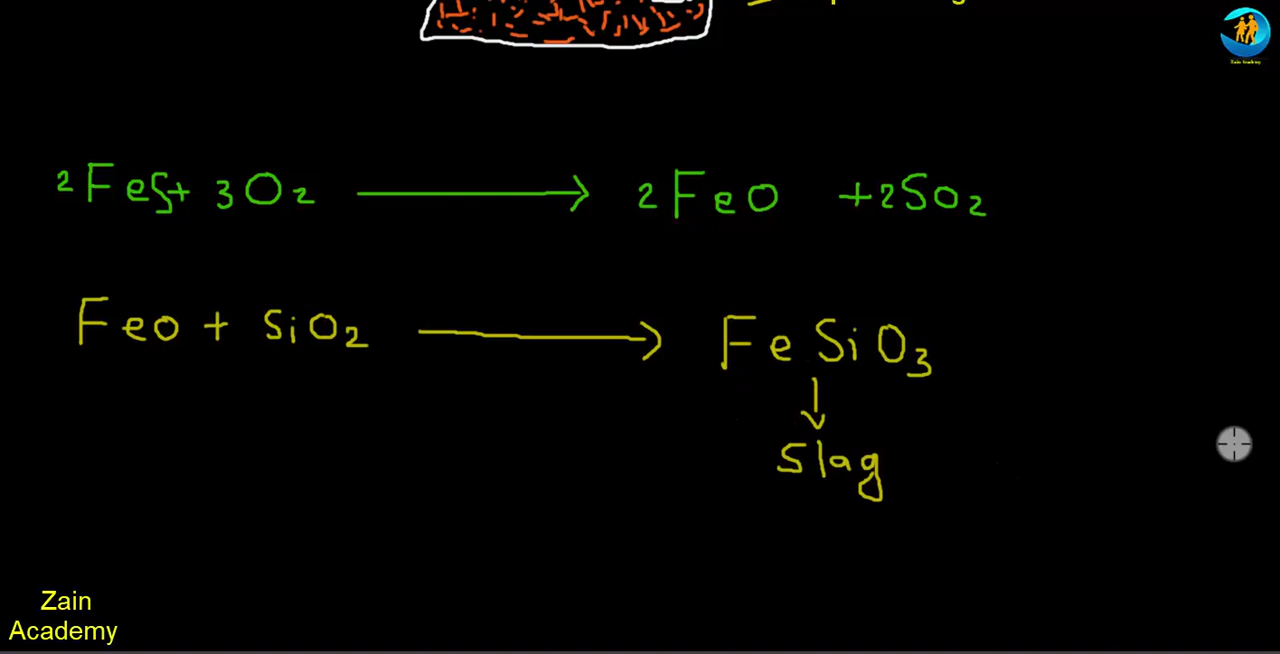 2FeS+ 3O2 → 2FeO +2SO2
FeO + SiO2 → FeSiO3
↓
Slag
Zain
Academy